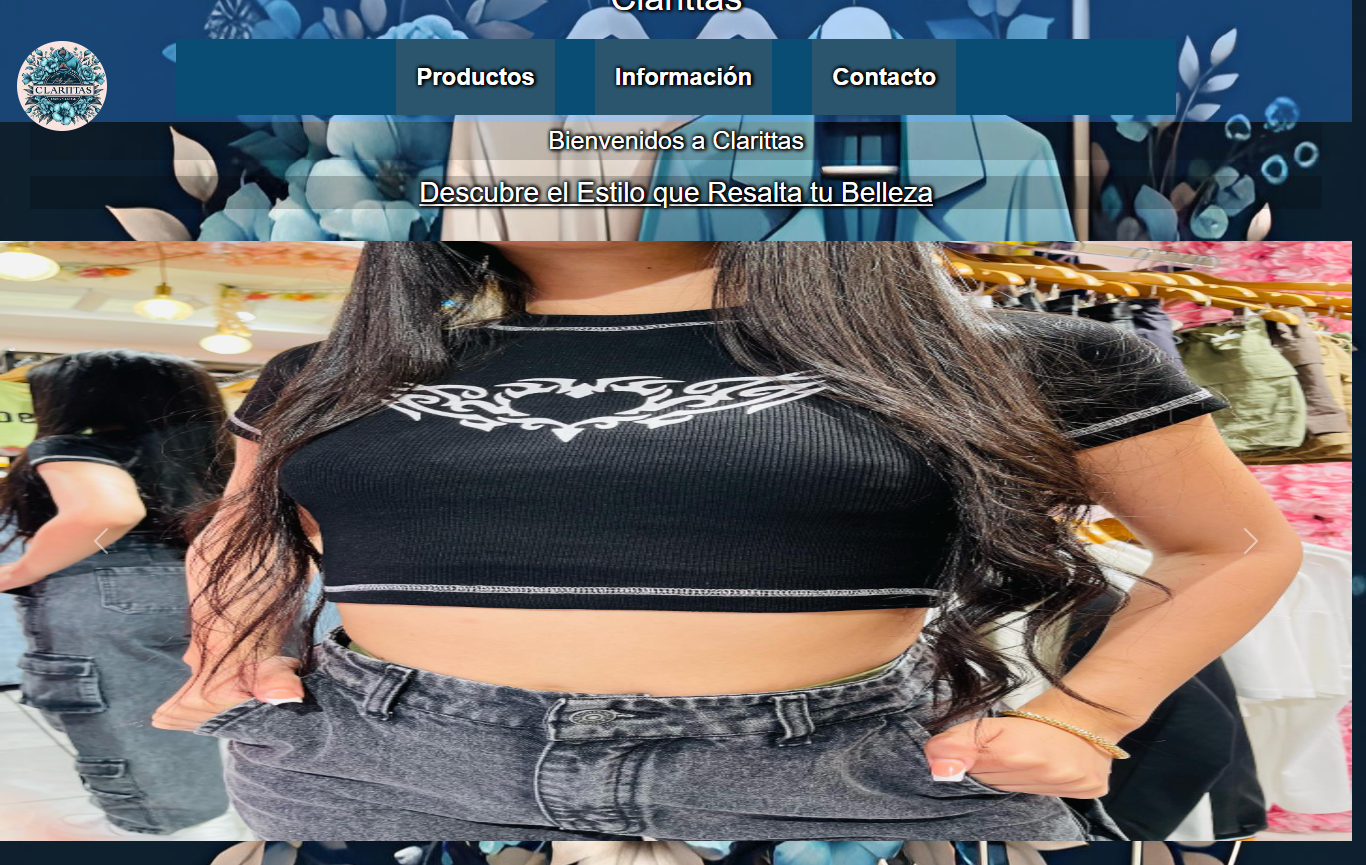 Clarittas
CLARITTAS
Productos
Información
Contacto
Bienvenidos a Clarittas
Descubre el Estilo que Resalta tu Belleza